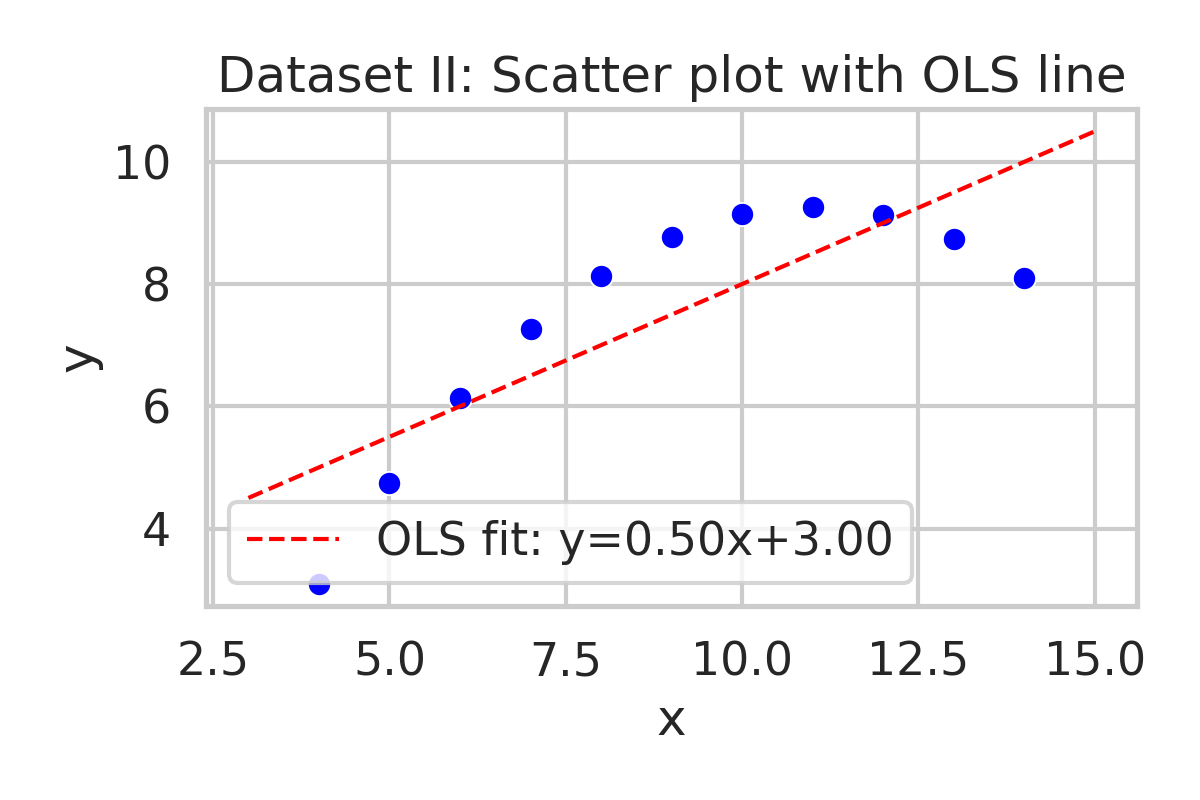 Dataset II: Scatter plot with OLS line
10
8
6
4
y
OLS fit: y=0.50x+3.00
2.5 5.0 7.5 10.0 12.5 15.0
x